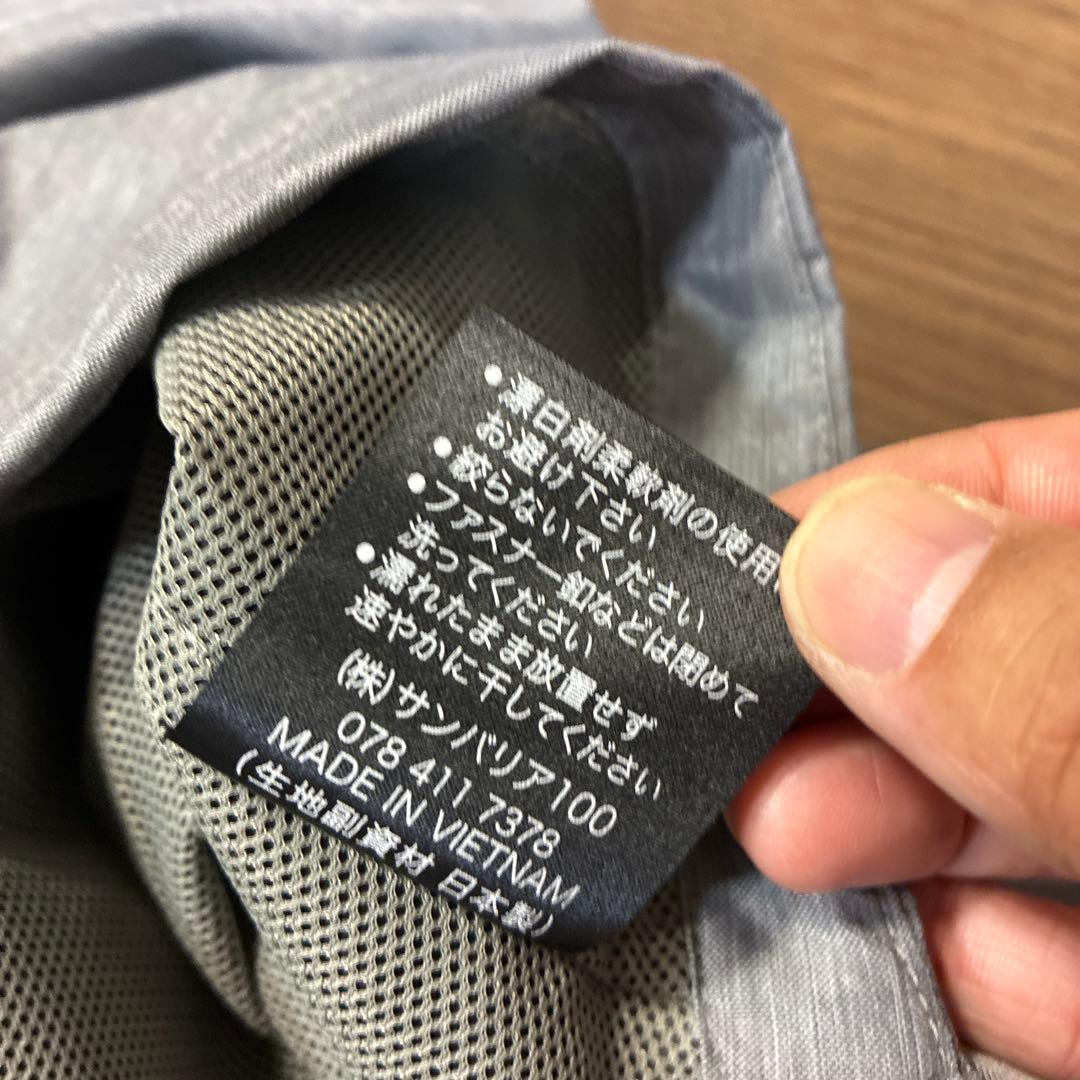 ●漂白剤柔軟剤の使用
お避け下さい
●絞らないでください
●ファスナー釦などは閉めて
洗ってください
●濡れたまま放置せず
速やかに干してください
(株)サンバリア100
078 411 7378
MADE IN VIETNAM
(生地副資材 日本製)